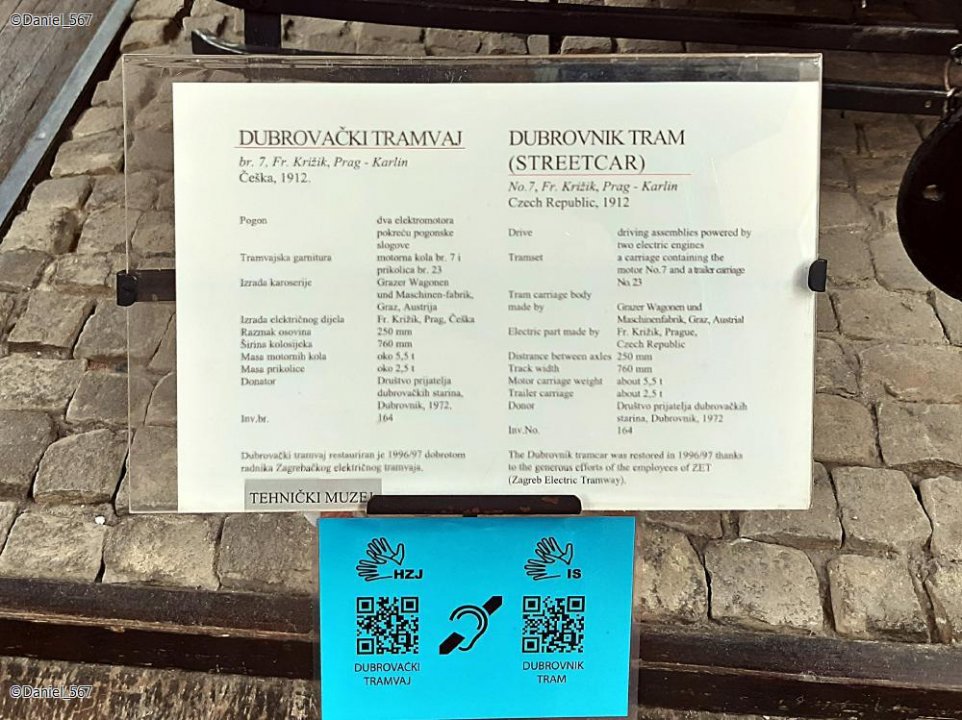 ©Daniel_567
DUBROVAČKI TRAMVAJ
br. 7, Fr. Križik, Prag - Karlin
Češka, 1912.
Pogon dva elektromotora
pokreću pogonske
slogove
Tramvajska garnitura motorna kola br. 7 i
prikolica br. 23
Izrada karoserije Grazer Wagonen
und Maschinen-fabrik,
Graz, Austrija
Izrada električnog dijela Fr. Križik, Prag, Češka
Razmak osovina 250 mm
Širina kolosijeka 760 mm
Masa motornih kola oko 5,5 t
Masa prikolice oko 2,5 t
Donator Društvo prijatelja
dubrovačkih starina,
Dubrovnik, 1972.
Inv.br. 164
Dubrovački tramvaj restauriran je 1996/97 dobrotom
radnika Zagrebačkog električnog tramvaja.
TEHNIČKI MUZEJ
DUBROVNIK TRAM
(STREETCAR)
No.7, Fr. Križik, Prag - Karlin
Czech Republic, 1912
Drive driving assemblies powered by
two electric engines
Tramset a carriage containing the
motor No.7 and a trailer carriage
No.23
Tram carriage body
made by Grazer Wagonen und
Maschinenfabrik, Graz, Austrial
Electric part made by Fr. Križik, Prague,
Czech Republic
Distrance between axles 250 mm
Track width 760 mm
Motor carriage weight about 5,5 t
Trailer carriage about 2,5 t
Donor Društvo prijatelja dubrovačkih
starina, Dubrovnik, 1972
Inv.No. 164
The Dubrovnik tramcar was restored in 1996/97 thanks
to the generous efforts of the employees of ZET
(Zagreb Electric Tramway).
HZJ
IS
DUBROVAČKI
TRAMVAJ
DUBROVNIK
TRAM
©Daniel_567